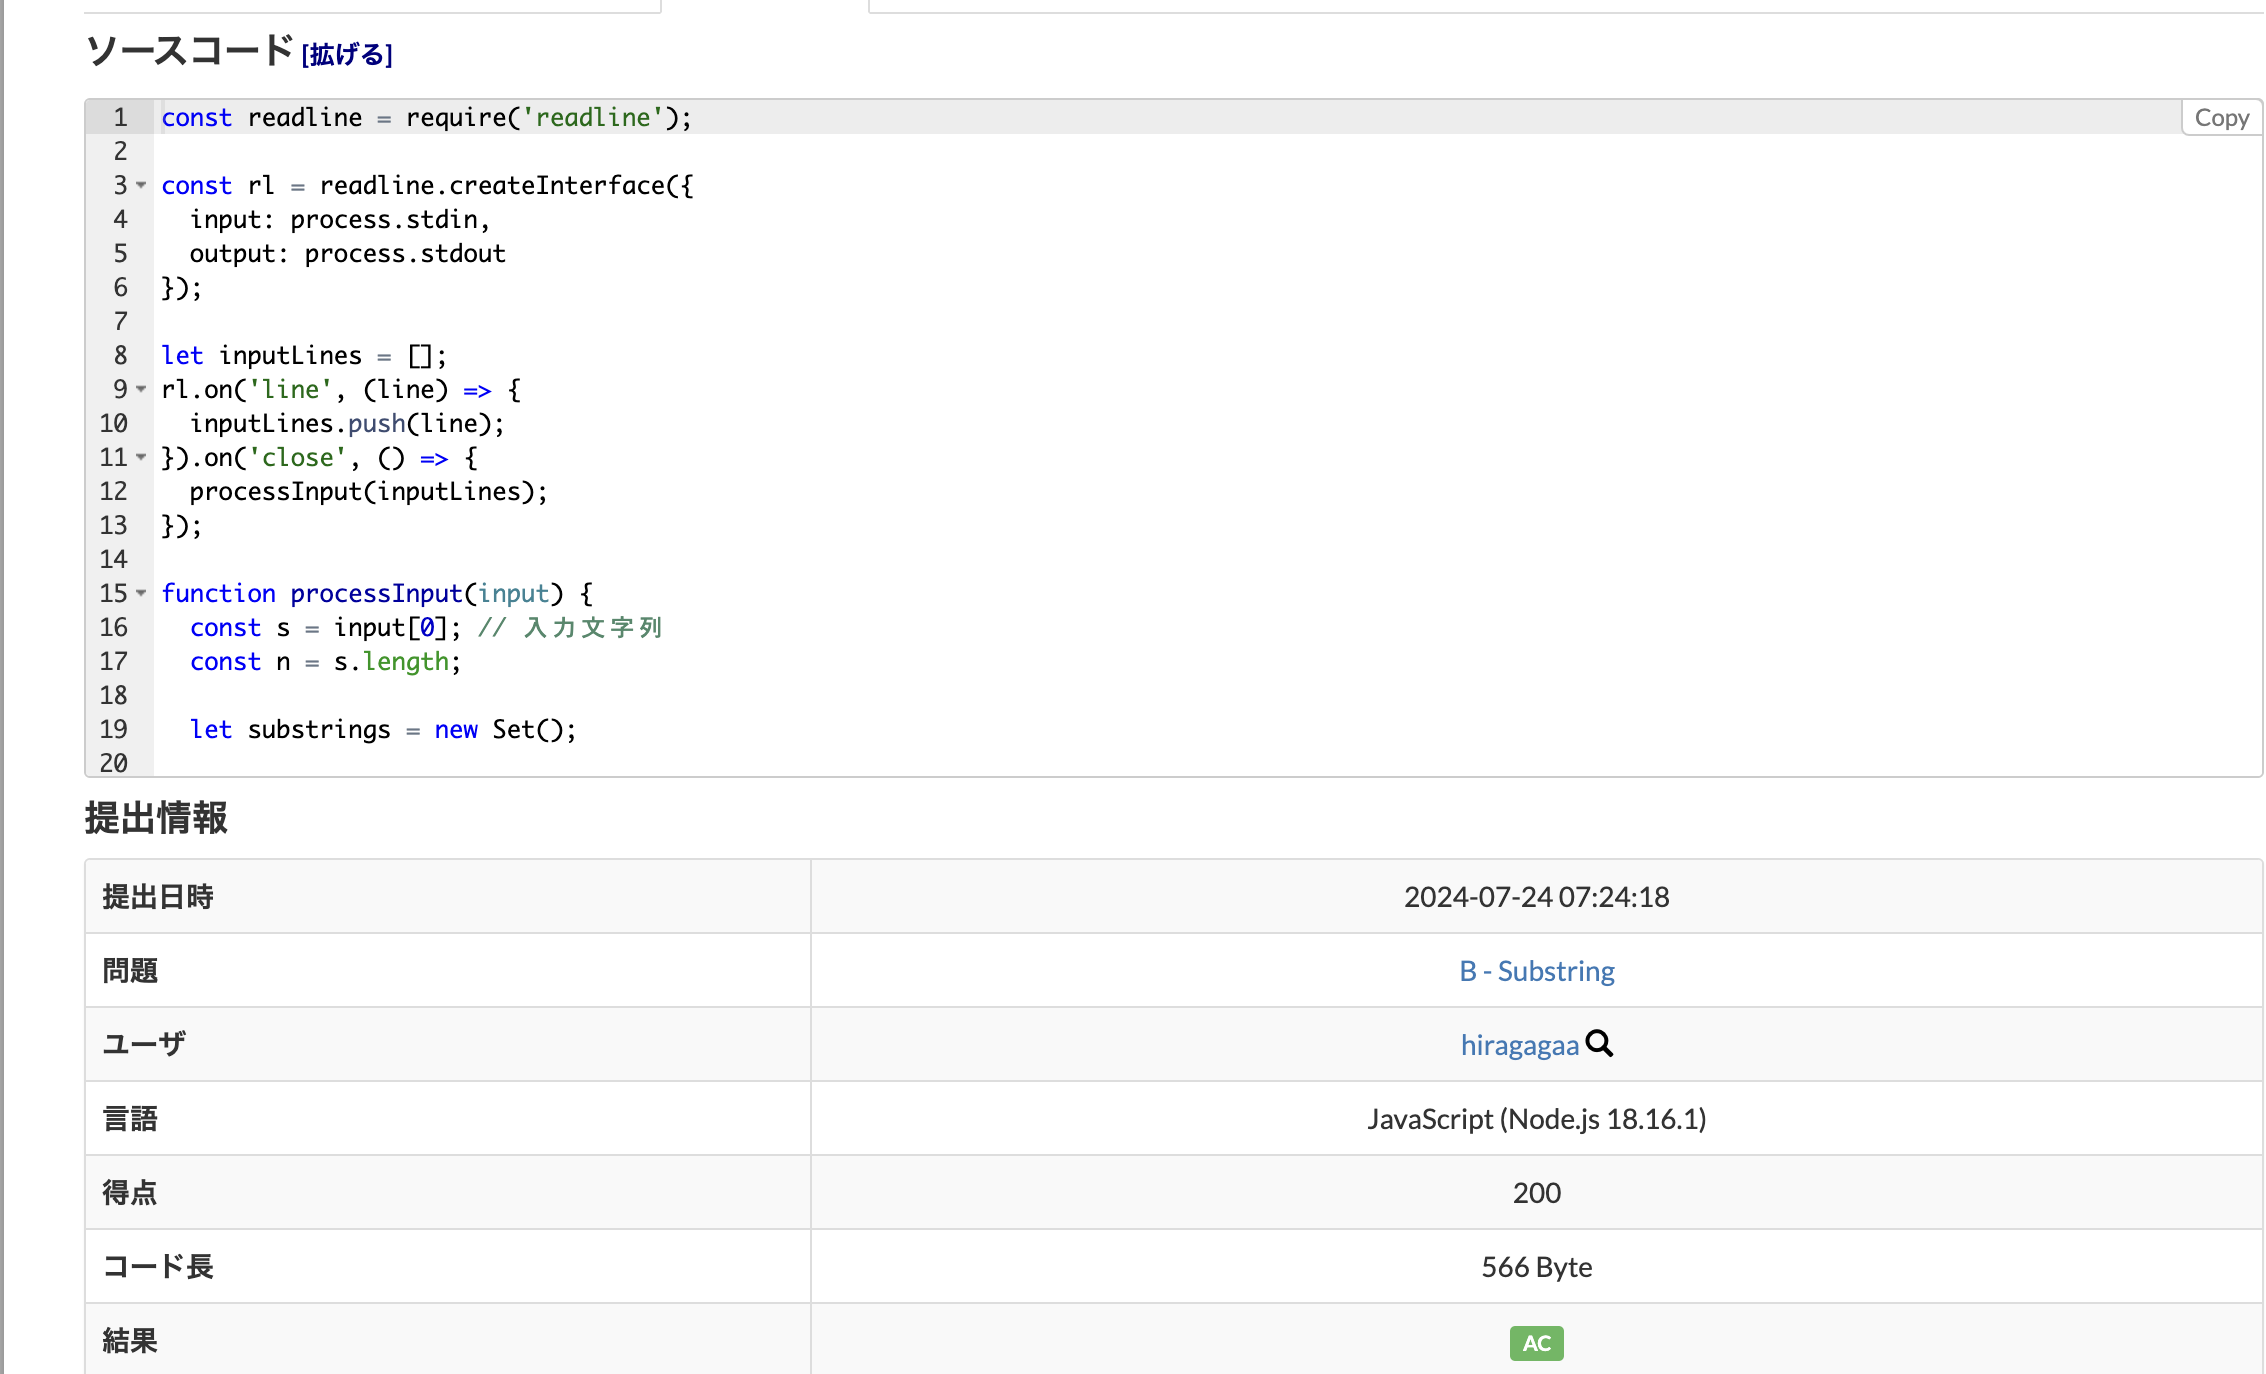 ソースコード [拡げる]
Copy
1 const readline = require('readline');
2
3 const rl = readline.createInterface({
4   input: process.stdin,
5   output: process.stdout
6 });
7
8 let inputLines = [];
9 rl.on('line', (line) => {
10   inputLines.push(line);
11 }).on('close', () => {
12   processInput(inputLines);
13 });
14
15 function processInput(input) {
16   const s = input[0]; // 入力文字列
17   const n = s.length;
18
19   let substrings = new Set();
20
提出情報
提出日時 2024-07-24 07:24:18
問題 B - Substring
ユーザ hiragagaa
言語 JavaScript (Node.js 18.16.1)
得点 200
コード長 566 Byte
結果 AC